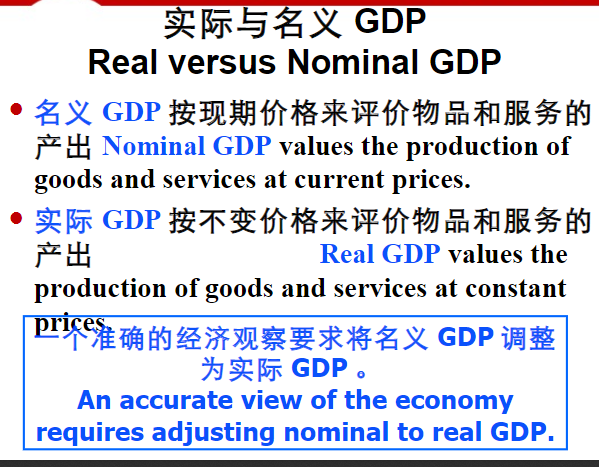 实际与名义 GDP
Real versus Nominal GDP
名义 GDP 按现期价格来评价物品和服务的
产出 Nominal GDP values the production of
goods and services at current prices.
实际 GDP 按不变价格来评价物品和服务的
产出 Real GDP values the
production of goods and services at constant
prices.
一个准确的经济观察要求将名义 GDP 调整
为实际 GDP 。
An accurate view of the economy
requires adjusting nominal to real GDP.